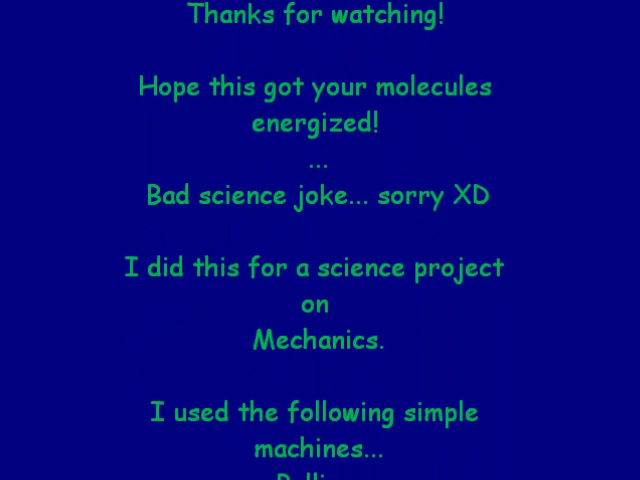 Thanks for watching!
Hope this got your molecules
energized!
...
Bad science joke... sorry XD
I did this for a science project
on
Mechanics.
I used the following simple
machines...